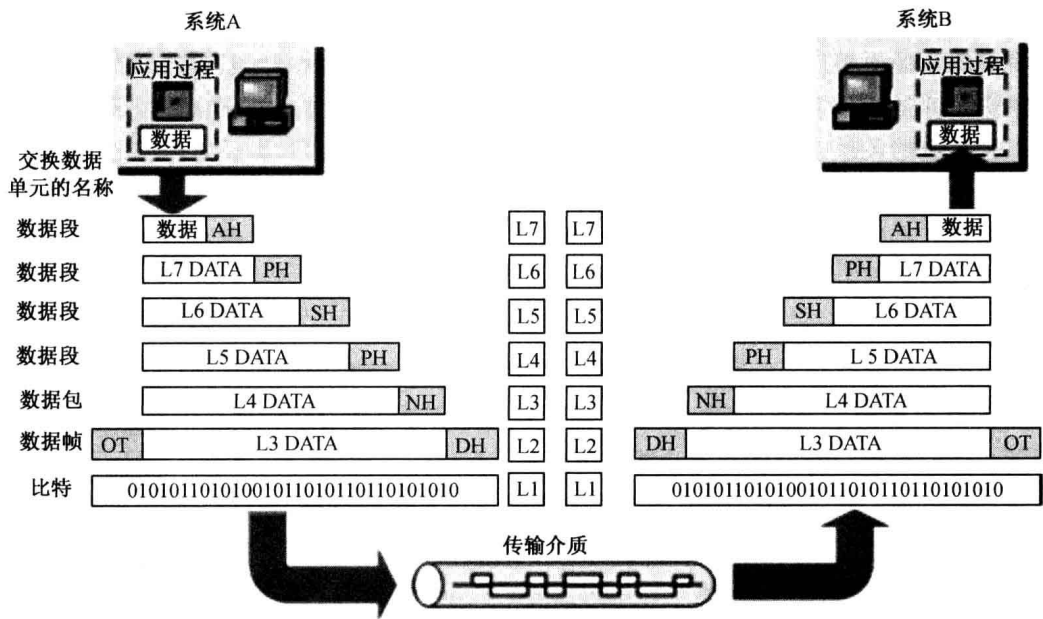 系统A
系统B
应用过程
数据
应用过程
数据
交换数据
单元的名称
数据段 数据 AH L7 L7 AH 数据
数据段 L7 DATA PH L6 L6 PH L7 DATA
数据段 L6 DATA SH L5 L5 SH L6 DATA
数据段 L5 DATA PH L4 L4 PH L 5 DATA
数据包 L4 DATA NH L3 L3 NH L4 DATA
数据帧 OT L3 DATA DH L2 L2 DH L3 DATA OT
比特 0101011010100101101011011010101010 L1 L1 0101011010100101101011011010101010
传输介质